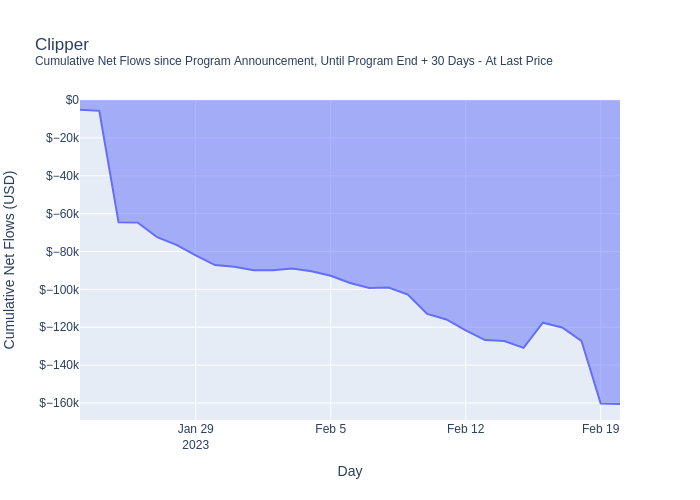 Clipper
Cumulative Net Flows since Program Announcement, Until Program End + 30 Days - At Last Price
$0
$−20k
$−40k
$−60k
$−80k
$−100k
$−120k
$−140k
$−160k
Cumulative Net Flows (USD)
Jan 29
2023
Feb 5
Feb 12
Feb 19
Day